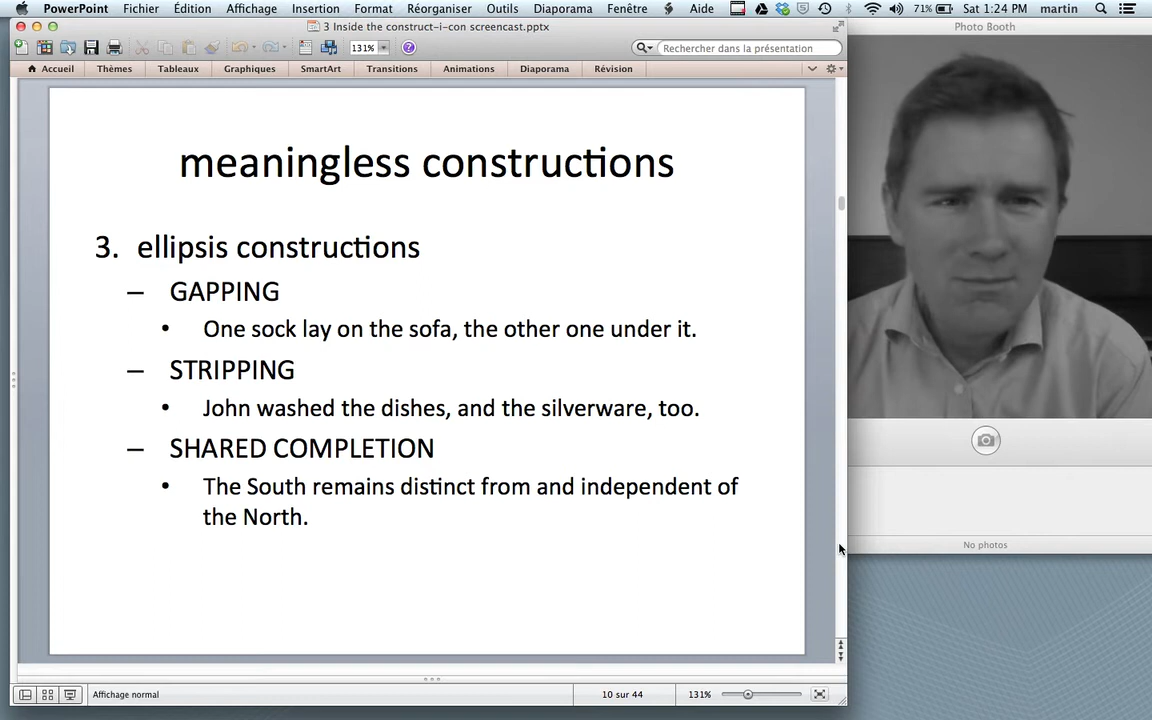 PowerPoint Fichier Édition Affichage Insertion Format Réorganiser Outils Diaporama Fenêtre Aide 71% Sat 1:24 PM martin
3 Inside the construct-i-con screencast.pptx
Photo Booth
131% Rechercher dans la présentation
Accueil Thèmes Tableaux Graphiques SmartArt Transitions Animations Diaporama Révision
meaningless constructions
3. ellipsis constructions
– GAPPING
• One sock lay on the sofa, the other one under it.
– STRIPPING
• John washed the dishes, and the silverware, too.
– SHARED COMPLETION
• The South remains distinct from and independent of
the North.
No photos
Affichage normal 10 sur 44 131%